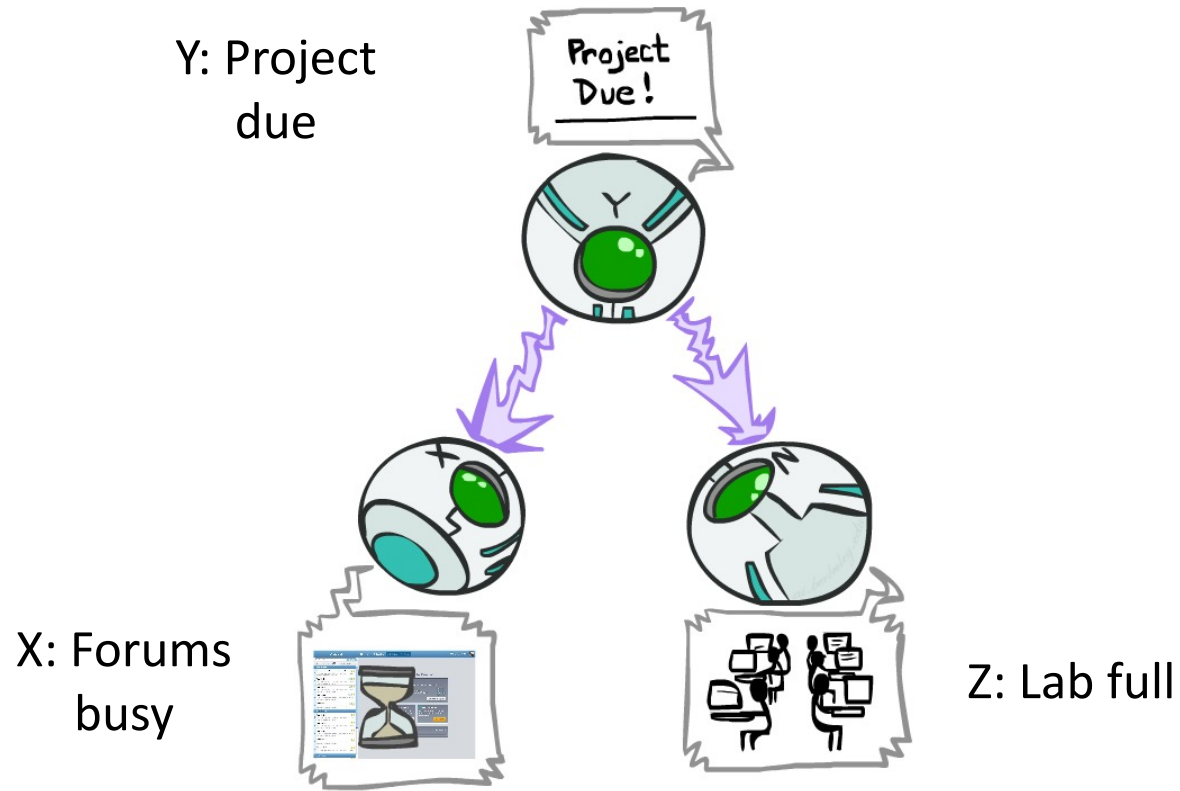 Y: Project
due
Project
Due!
Y
X
Z
X: Forums
busy
Z: Lab full